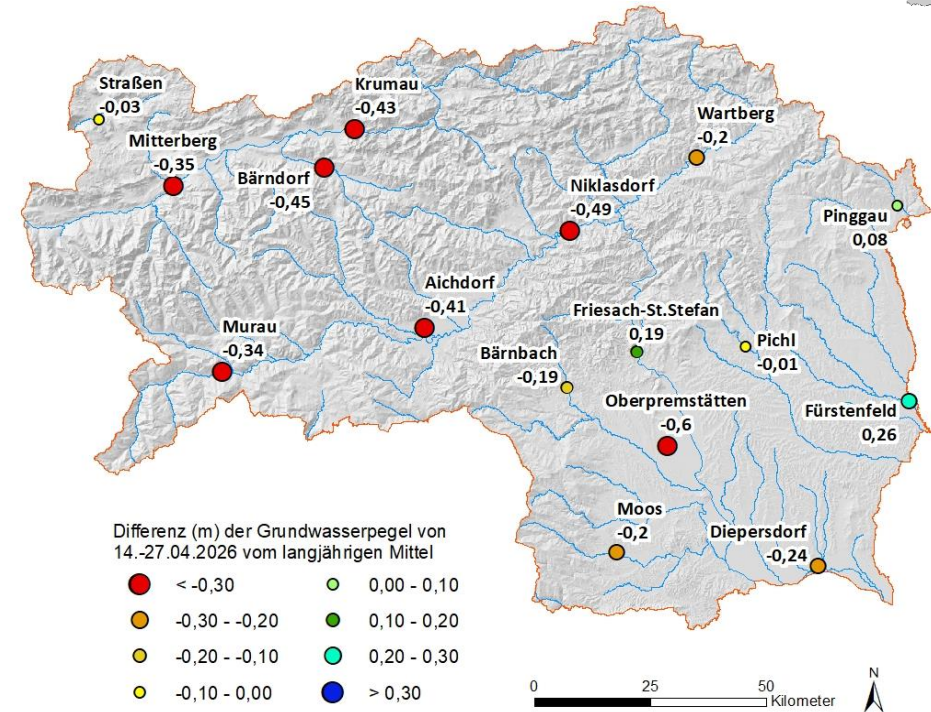 Straßen
-0,03
Krumau
-0,43
Wartberg
-0,2
Mitterberg
-0,35
Bärndorf
-0,45
Niklasdorf
-0,49
Pinggau
0,08
Aichdorf
-0,41
Friesach-St.Stefan
0,19
Murau
-0,34
Pichl
-0,01
Bärnbach
-0,19
Oberpremstätten
-0,6
Fürstenfeld
0,26
Moos
-0,2
Diepersdorf
-0,24
Differenz (m) der Grundwasserpegel von
14.-27.04.2026 vom langjährigen Mittel
< -0,30
-0,30 - -0,20
-0,20 - -0,10
-0,10 - 0,00
0,00 - 0,10
0,10 - 0,20
0,20 - 0,30
> 0,30
0 25 50
Kilometer
N